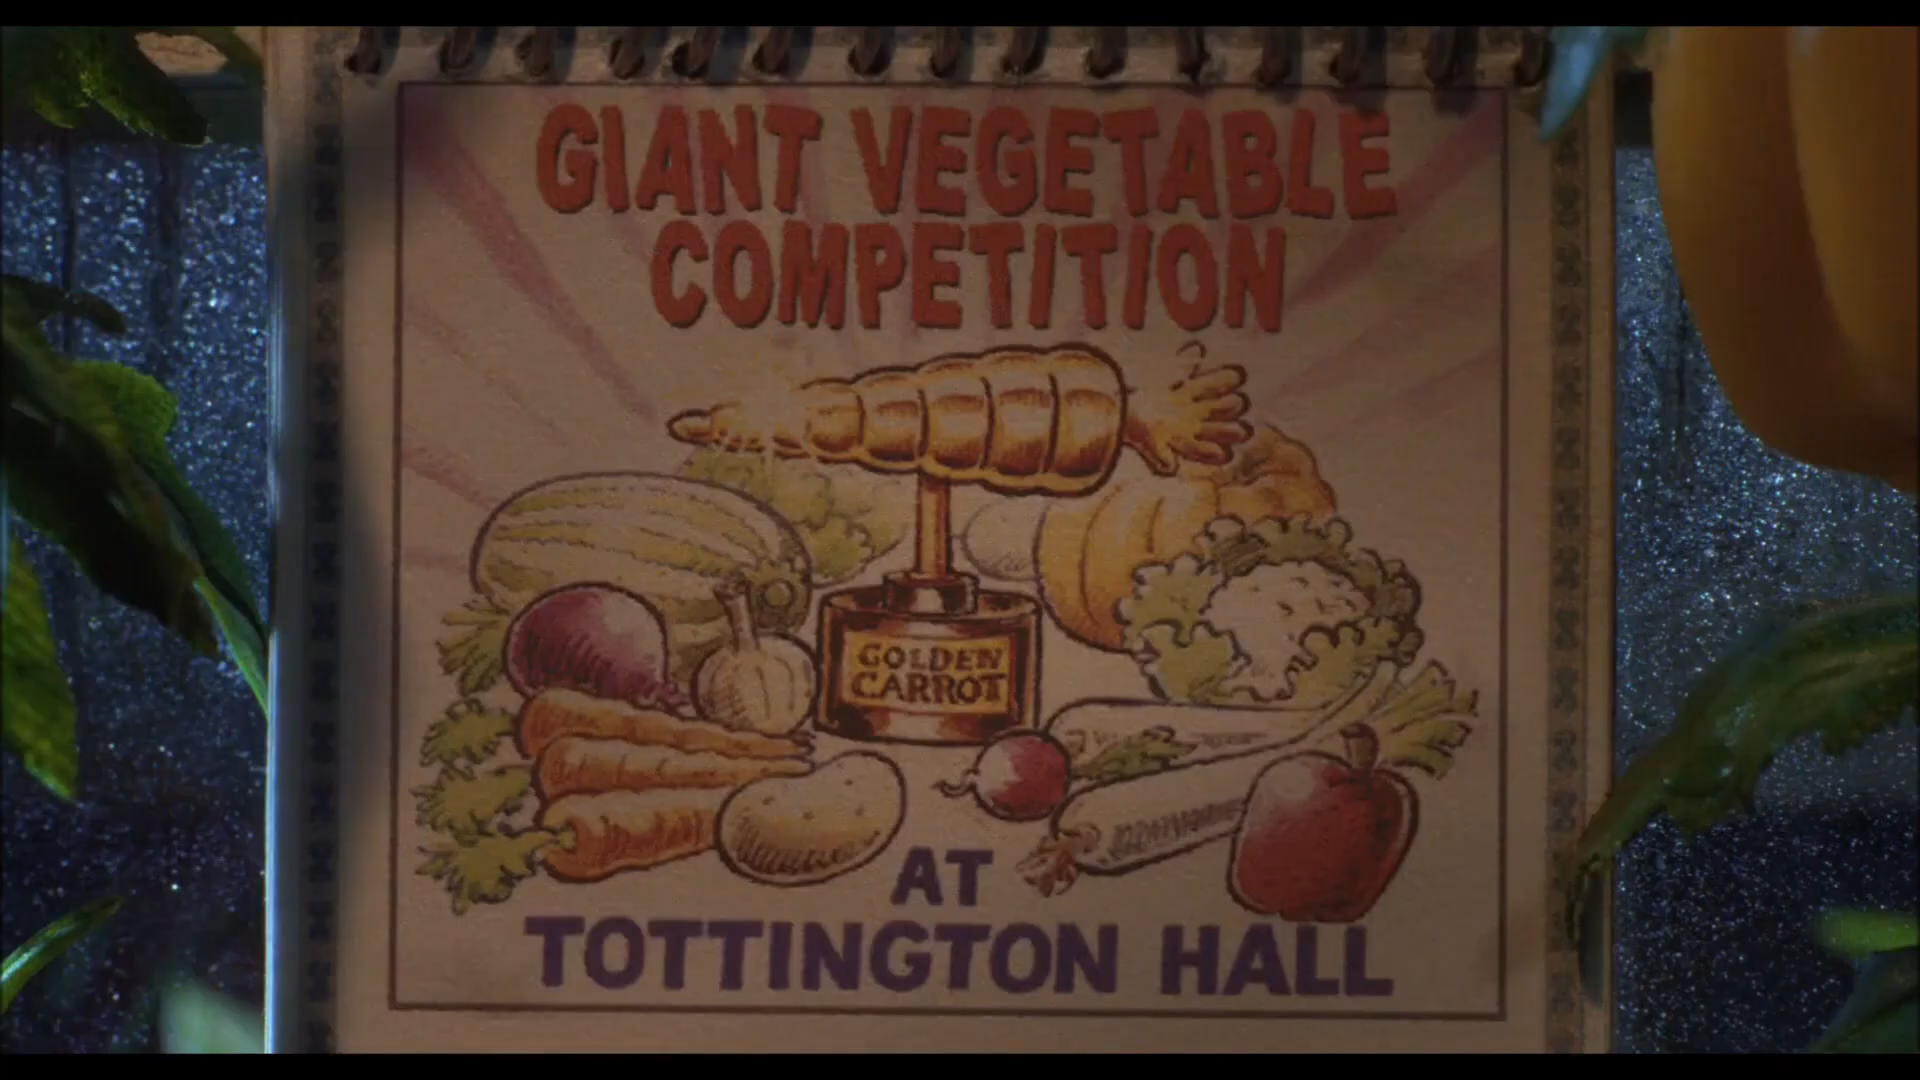 GIANT VEGETABLE
COMPETITION
GOLDEN
CARROT
AT
TOTTINGTON HALL